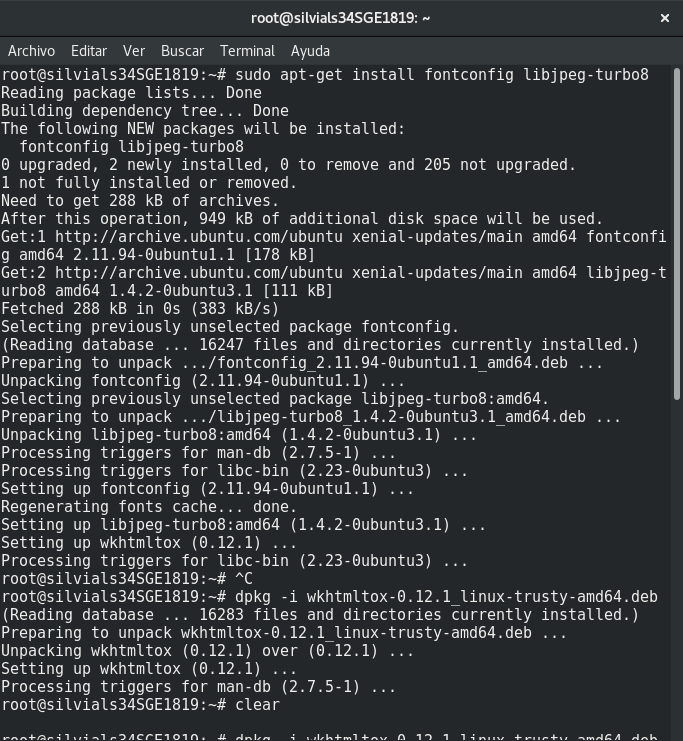 root@silvials34SGE1819: ~
×
Archivo Editar Ver Buscar Terminal Ayuda
root@silvials34SGE1819:~# sudo apt-get install fontconfig libjpeg-turbo8
Reading package lists... Done
Building dependency tree... Done
The following NEW packages will be installed:
  fontconfig libjpeg-turbo8
0 upgraded, 2 newly installed, 0 to remove and 205 not upgraded.
1 not fully installed or removed.
Need to get 288 kB of archives.
After this operation, 949 kB of additional disk space will be used.
Get:1 http://archive.ubuntu.com/ubuntu xenial-updates/main amd64 fontconfi
g amd64 2.11.94-0ubuntu1.1 [178 kB]
Get:2 http://archive.ubuntu.com/ubuntu xenial-updates/main amd64 libjpeg-t
urbo8 amd64 1.4.2-0ubuntu3.1 [111 kB]
Fetched 288 kB in 0s (383 kB/s)
Selecting previously unselected package fontconfig.
(Reading database ... 16247 files and directories currently installed.)
Preparing to unpack .../fontconfig_2.11.94-0ubuntu1.1_amd64.deb ...
Unpacking fontconfig (2.11.94-0ubuntu1.1) ...
Selecting previously unselected package libjpeg-turbo8:amd64.
Preparing to unpack .../libjpeg-turbo8_1.4.2-0ubuntu3.1_amd64.deb ...
Unpacking libjpeg-turbo8:amd64 (1.4.2-0ubuntu3.1) ...
Processing triggers for man-db (2.7.5-1) ...
Processing triggers for libc-bin (2.23-0ubuntu3) ...
Setting up fontconfig (2.11.94-0ubuntu1.1) ...
Regenerating fonts cache... done.
Setting up libjpeg-turbo8:amd64 (1.4.2-0ubuntu3.1) ...
Setting up wkhtmltox (0.12.1) ...
Processing triggers for libc-bin (2.23-0ubuntu3) ...
root@silvials34SGE1819:~# ^C
root@silvials34SGE1819:~# dpkg -i wkhtmltox-0.12.1_linux-trusty-amd64.deb
(Reading database ... 16283 files and directories currently installed.)
Preparing to unpack wkhtmltox-0.12.1_linux-trusty-amd64.deb ...
Unpacking wkhtmltox (0.12.1) over (0.12.1) ...
Setting up wkhtmltox (0.12.1) ...
Processing triggers for man-db (2.7.5-1) ...
root@silvials34SGE1819:~# clear
root@silvials34SGE1819:~# dpkg -i wkhtmltox-0.12.1_linux-trusty-amd64.deb